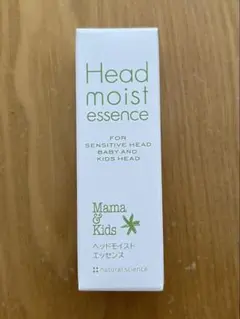 Head
moist
essence
FOR
SENSITIVE HEAD
BABY AND
KIDS HEAD
Mama
&
Kids
ヘッドモイスト
エッセンス
natural science